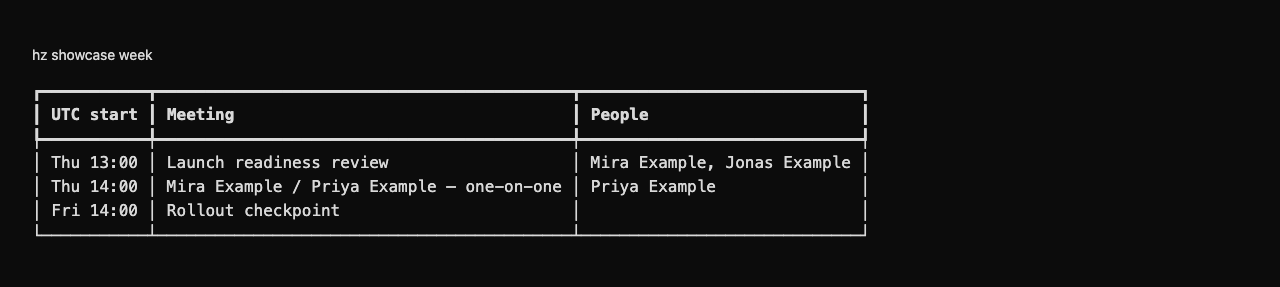 hz showcase week
UTC start Meeting People
Thu 13:00 Launch readiness review Mira Example, Jonas Example
Thu 14:00 Mira Example / Priya Example — one-on-one Priya Example
Fri 14:00 Rollout checkpoint